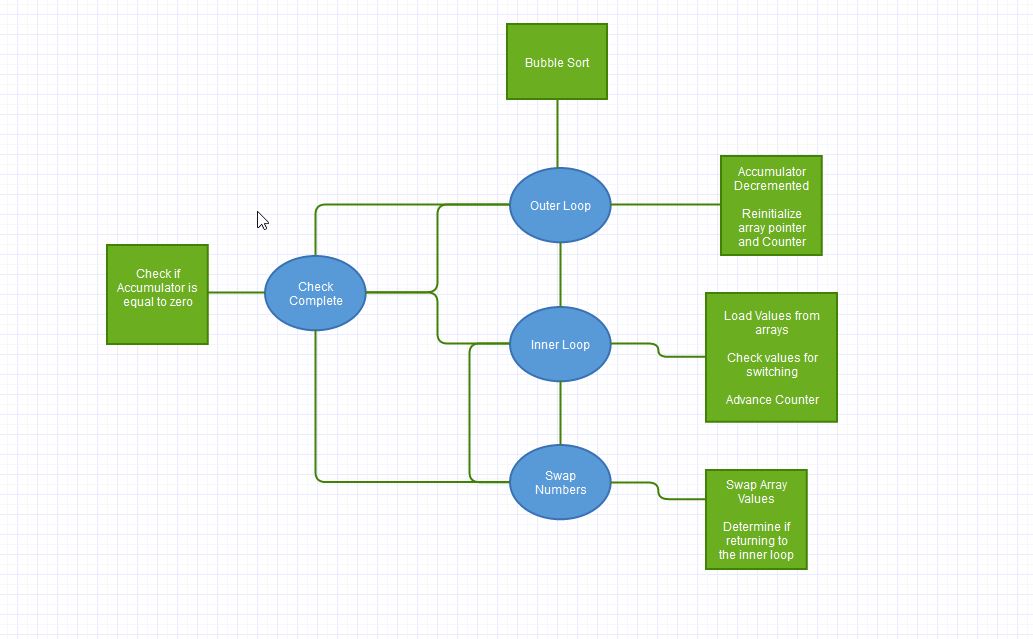 Bubble Sort
Accumulator
Decremented
Reinitialize
array pointer
and Counter
Outer Loop
Check if
Accumulator is
equal to zero
Check
Complete
Inner Loop
Load Values from
arrays
Check values for
switching
Advance Counter
Swap
Numbers
Swap Array
Values
Determine if
returning to
the inner loop